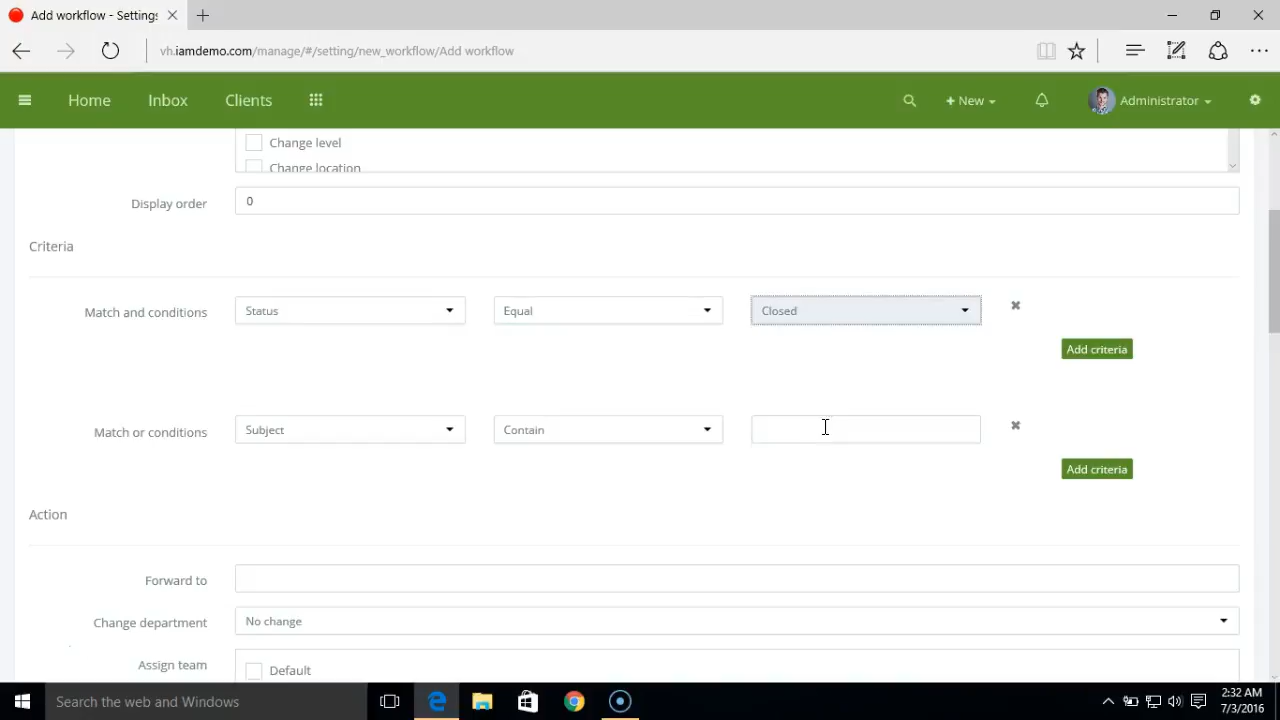 Add workflow - Settings
vh.iamdemo.com/manage/#/setting/new_workflow/Add workflow
Home Inbox Clients + New Administrator
Change level
Change location
Display order 0
Criteria
Match and conditions Status Equal Closed
Add criteria
Match or conditions Subject Contain
Add criteria
Action
Forward to
Change department No change
Assign team Default
Search the web and Windows
2:32 AM
7/3/2016